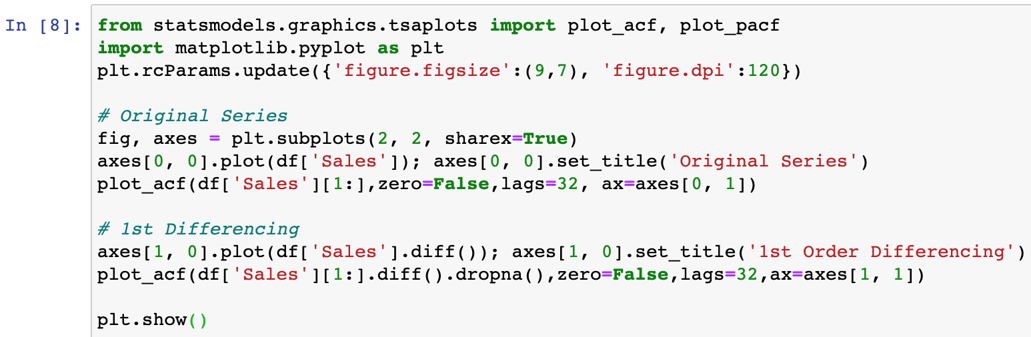 In [8]: from statsmodels.graphics.tsaplots import plot_acf, plot_pacf
import matplotlib.pyplot as plt
plt.rcParams.update({'figure.figsize':(9,7), 'figure.dpi':120})
# Original Series
fig, axes = plt.subplots(2, 2, sharex=True)
axes[0, 0].plot(df['Sales']); axes[0, 0].set_title('Original Series')
plot_acf(df['Sales'][1:],zero=False,lags=32, ax=axes[0, 1])
# 1st Differencing
axes[1, 0].plot(df['Sales'].diff()); axes[1, 0].set_title('1st Order Differencing')
plot_acf(df['Sales'][1:].diff().dropna(),zero=False,lags=32,ax=axes[1, 1])
plt.show()